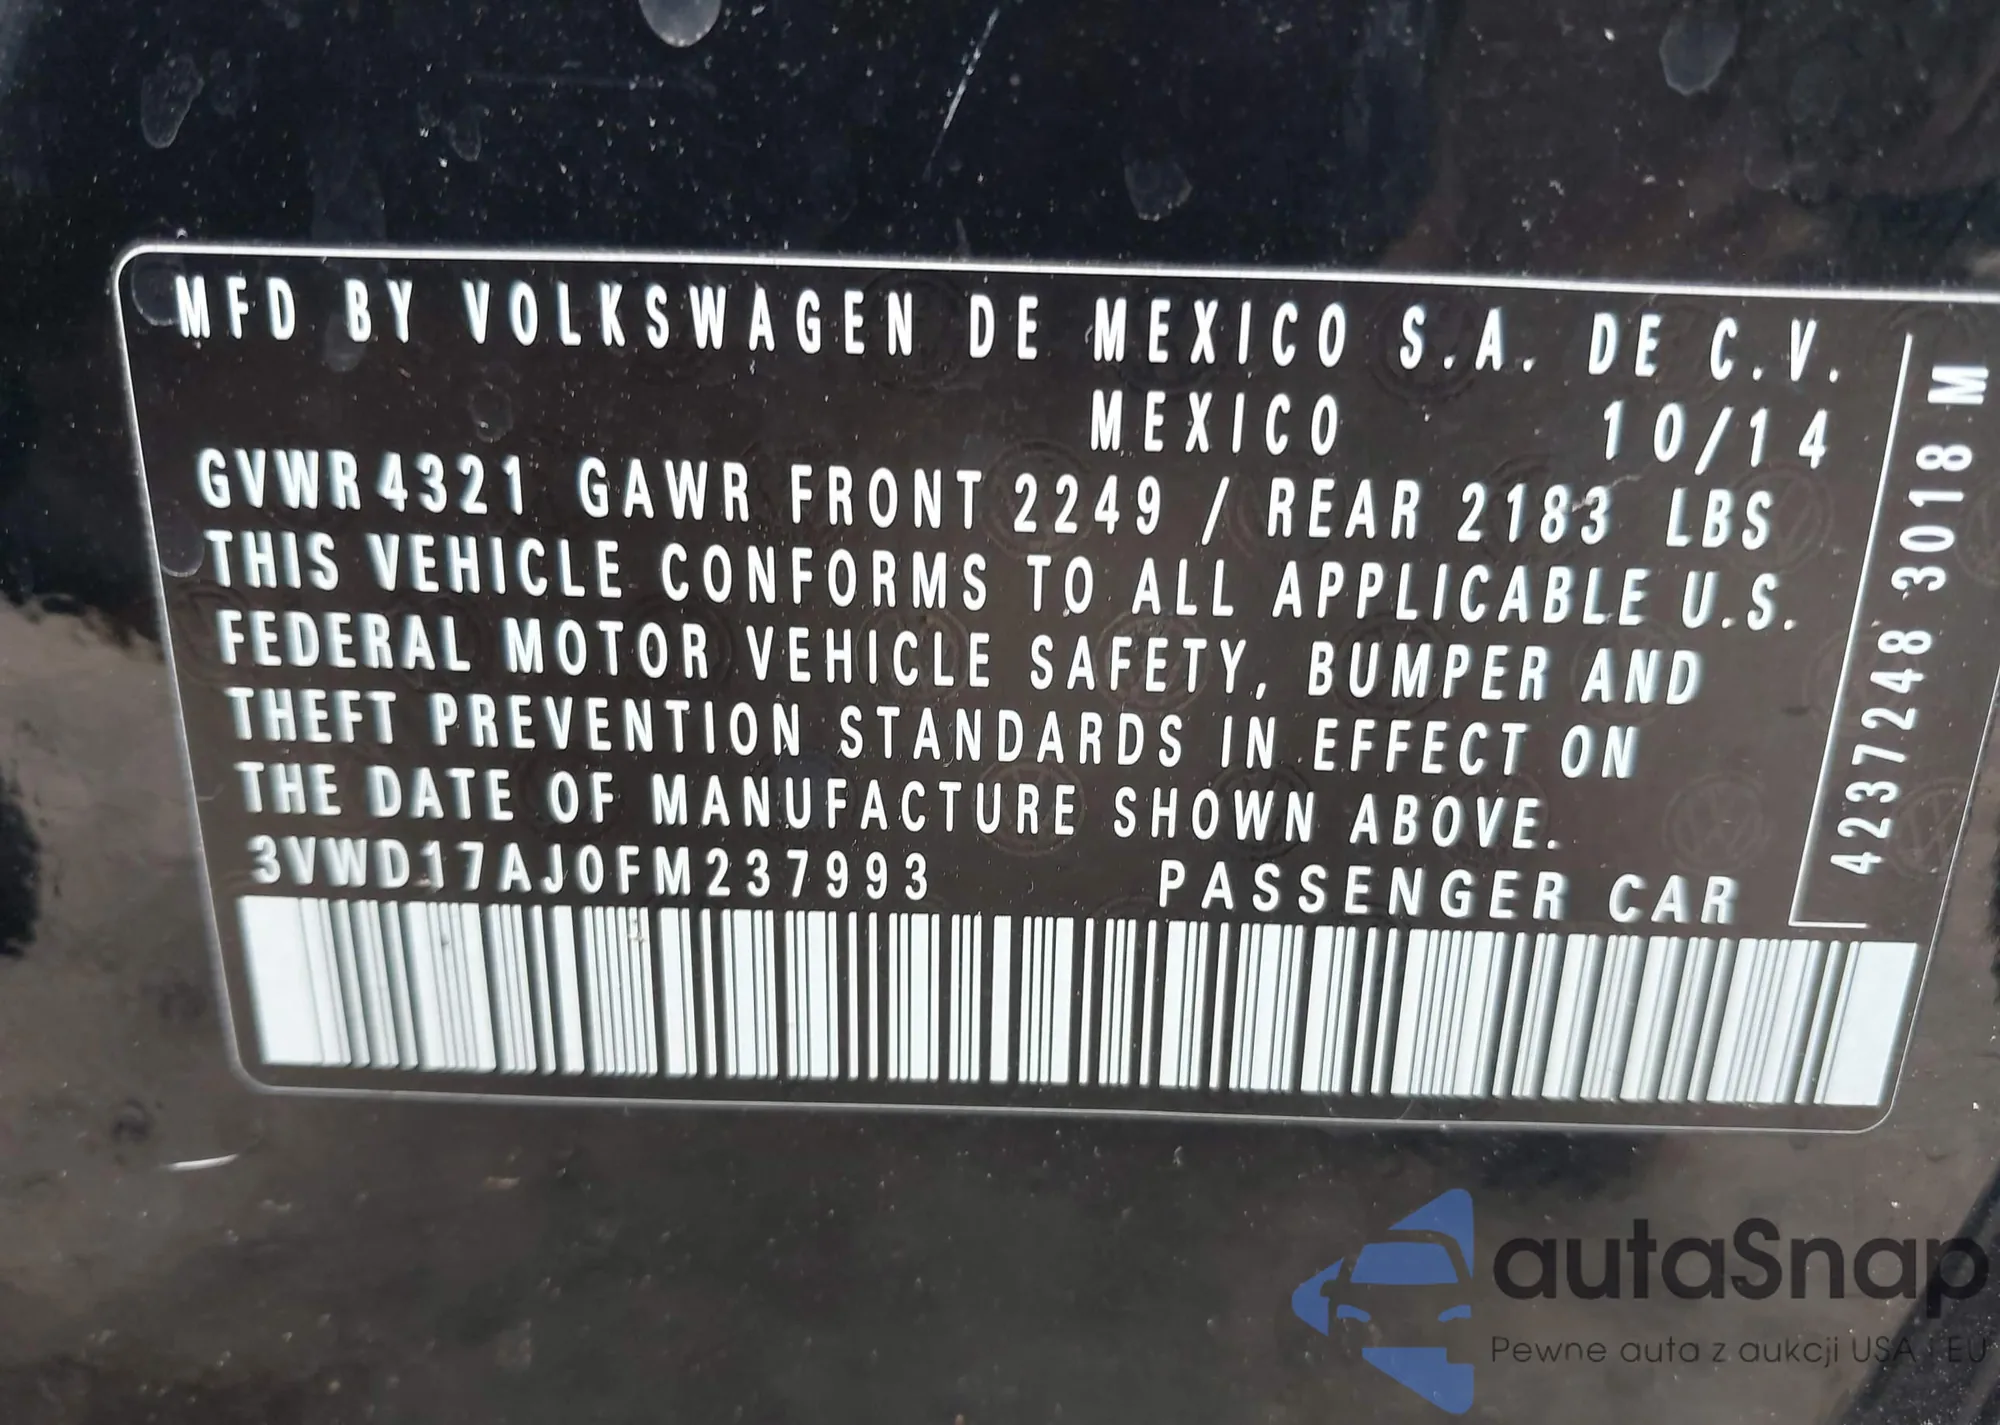 MFD BY VOLKSWAGEN DE MEXICO S.A. DE C.V.
MEXICO 10/14
GVWR 4321 GAWR FRONT 2249 / REAR 2183 LBS
THIS VEHICLE CONFORMS TO ALL APPLICABLE U.S.
FEDERAL MOTOR VEHICLE SAFETY, BUMPER AND
THEFT PREVENTION STANDARDS IN EFFECT ON
THE DATE OF MANUFACTURE SHOWN ABOVE.
3VWD17AJ0FM237993 PASSENGER CAR
4237248 3018 M
autaSnap
Pewne auta z aukcji USA i EU